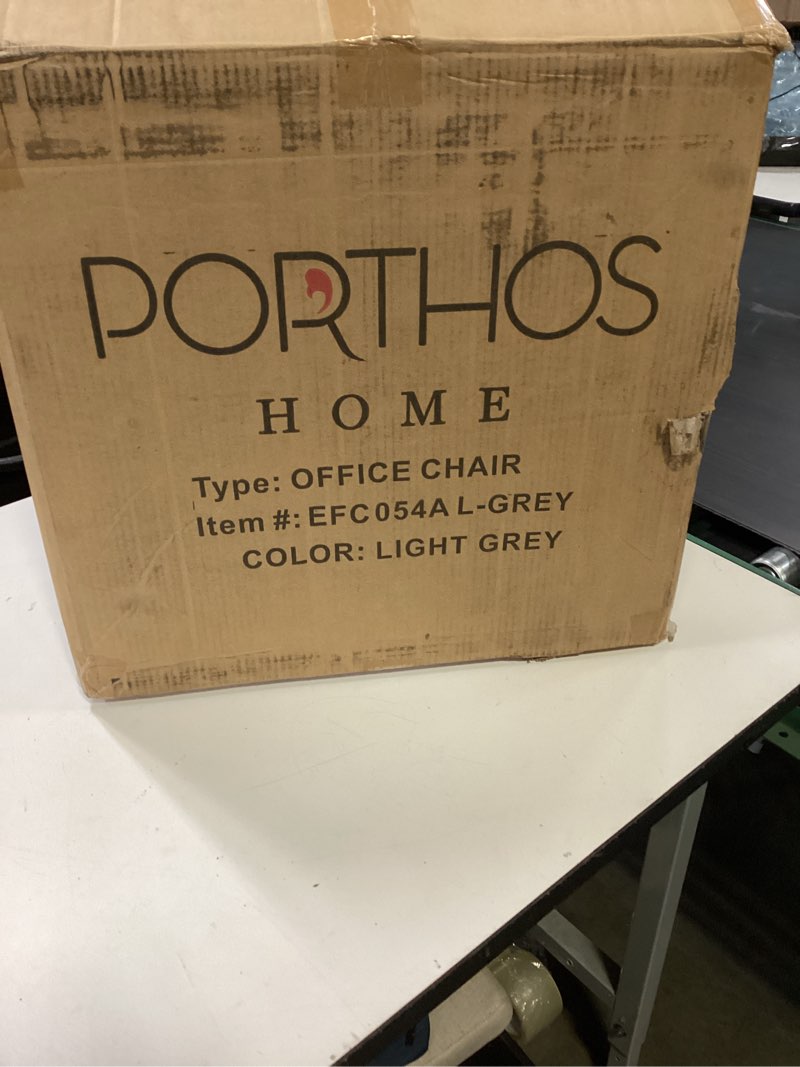 PORTHOS
HOME
Type: OFFICE CHAIR
Item #: EFC054A L-GREY
COLOR: LIGHT GREY